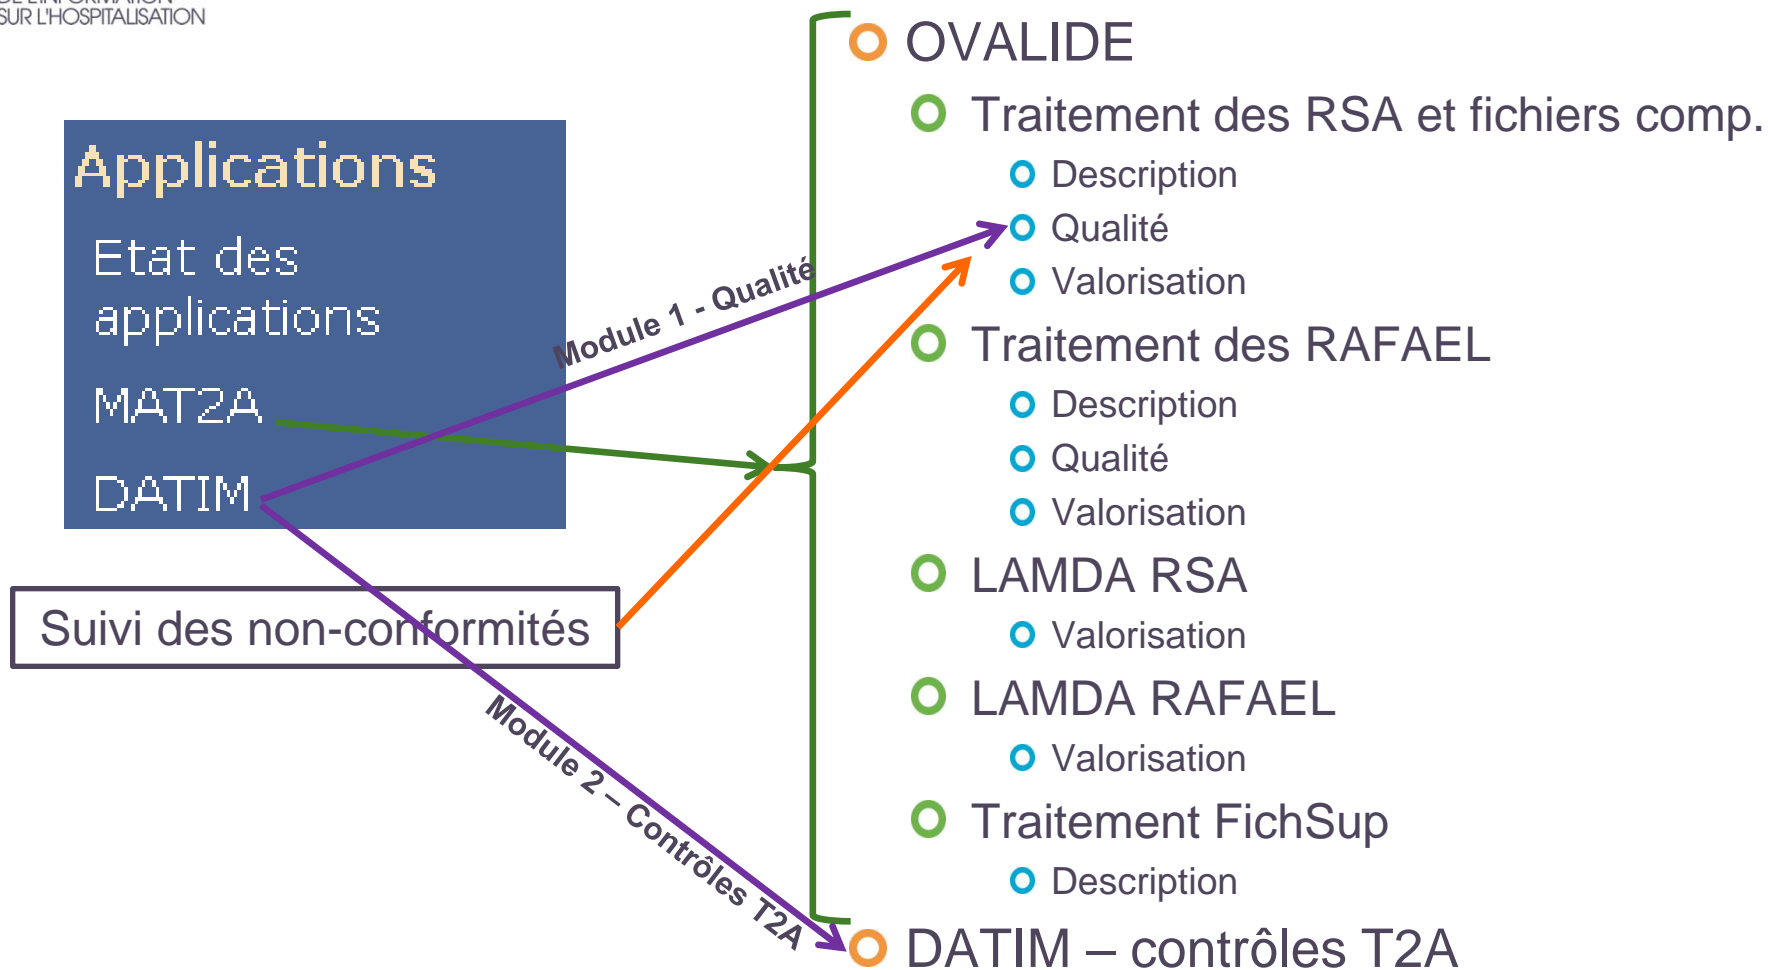 DE L'INFORMATION
SUR L'HOSPITALISATION
Applications
Etat des
applications
MAT2A
DATIM
Suivi des non-conformités
Module 1 - Qualité
Module 2 – Contrôles T2A
OVALIDE
Traitement des RSA et fichiers comp.
Description
Qualité
Valorisation
Traitement des RAFAEL
Description
Qualité
Valorisation
LAMDA RSA
Valorisation
LAMDA RAFAEL
Valorisation
Traitement FichSup
Description
DATIM – contrôles T2A